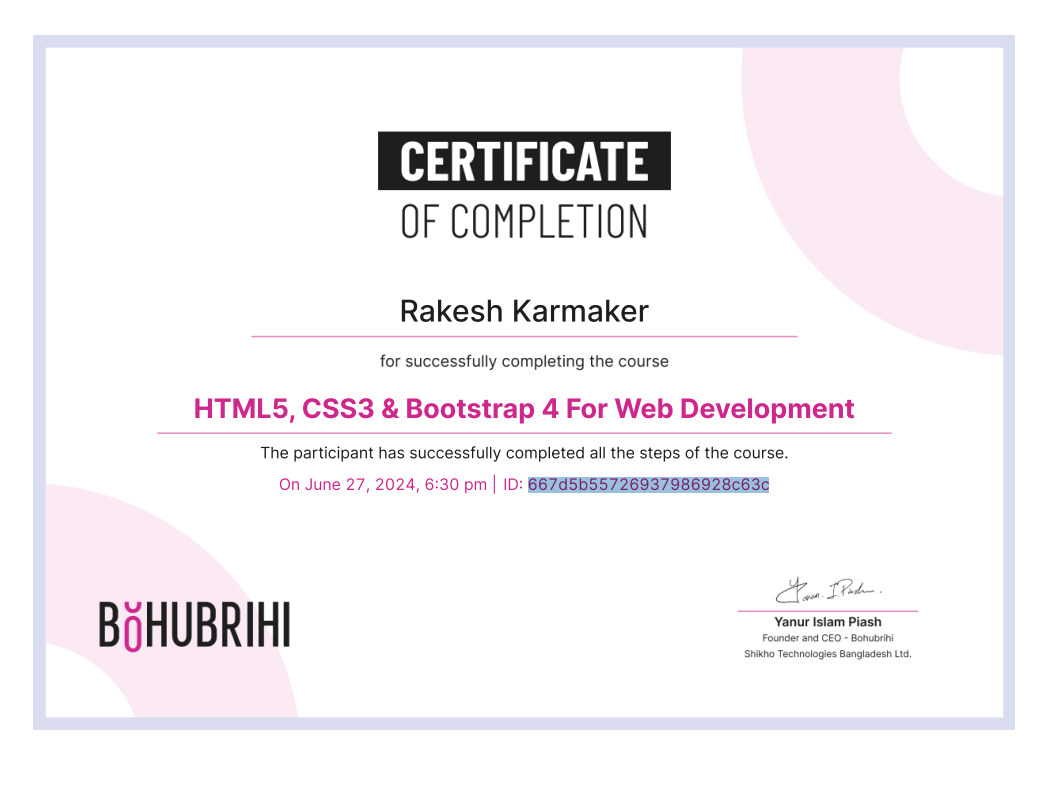 CERTIFICATE
OF COMPLETION
Rakesh Karmaker
for successfully completing the course
HTML5, CSS3 & Bootstrap 4 For Web Development
The participant has successfully completed all the steps of the course.
On June 27, 2024, 6:30 pm | ID: 667d5b55726937986928c63c
BOHUBRIHI
Yanur I. Piash.
Yanur Islam Piash
Founder and CEO - Bohubrihi
Shikho Technologies Bangladesh Ltd.